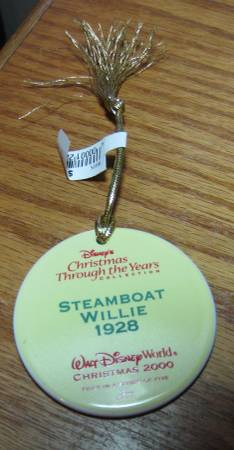 Disney's
Christmas
Through the Years
COLLECTION
STEAMBOAT
WILLIE
1928
Walt Disney World®
CHRISTMAS 2000
$